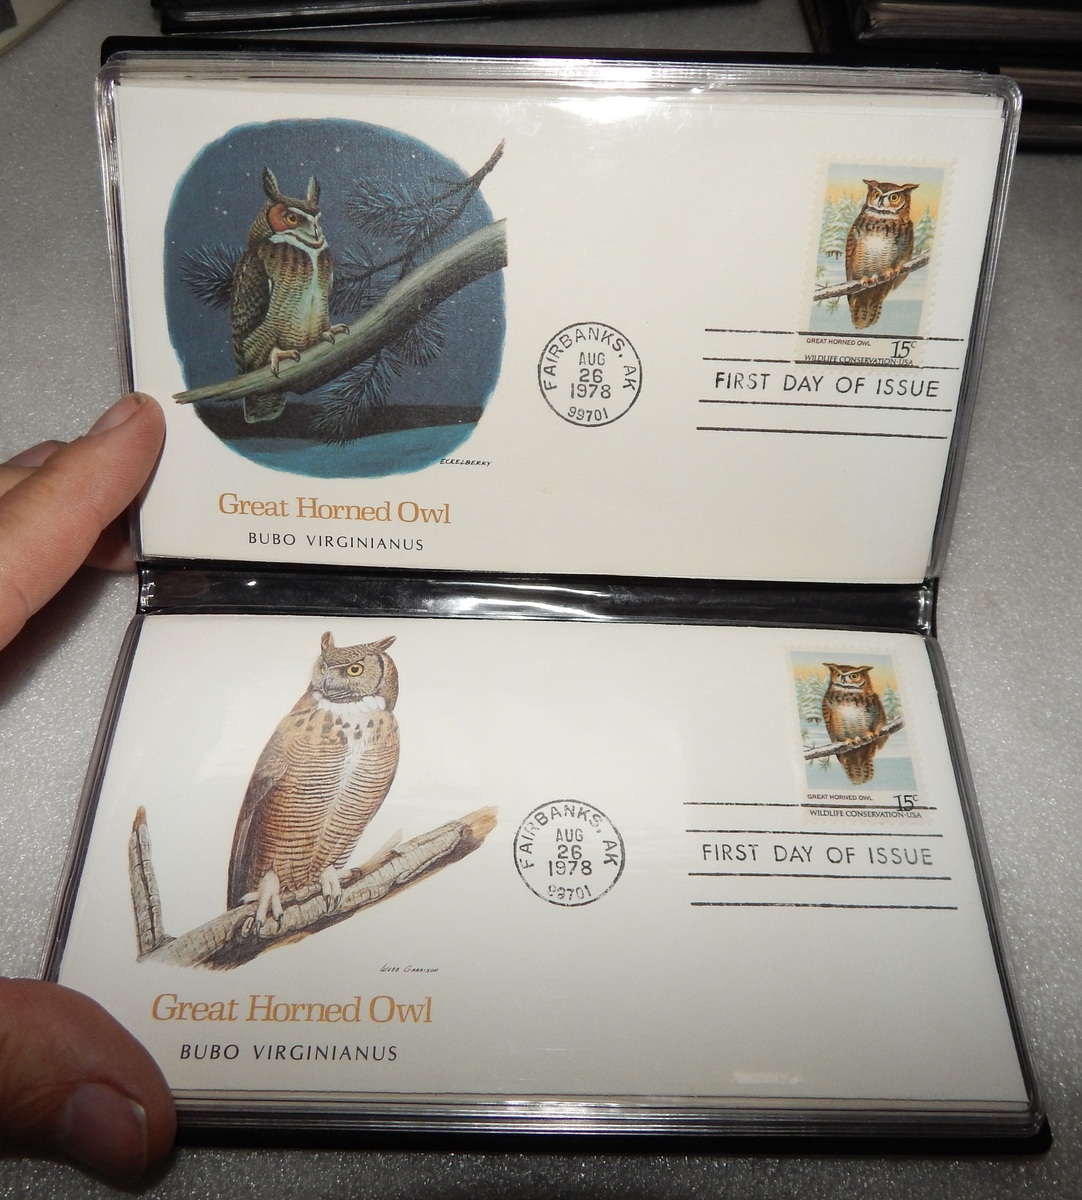 GREAT HORNED OWL 15c
WILDLIFE CONSERVATION·USA
FAIRBANKS, AK
AUG
26
1978
99701
FIRST DAY OF ISSUE
ECKELBERRY
Great Horned Owl
BUBO VIRGINIANUS
GREAT HORNED OWL 15c
WILDLIFE CONSERVATION·USA
FAIRBANKS, AK
AUG
26
1978
99701
FIRST DAY OF ISSUE
WEBB GARRISON
Great Horned Owl
BUBO VIRGINIANUS